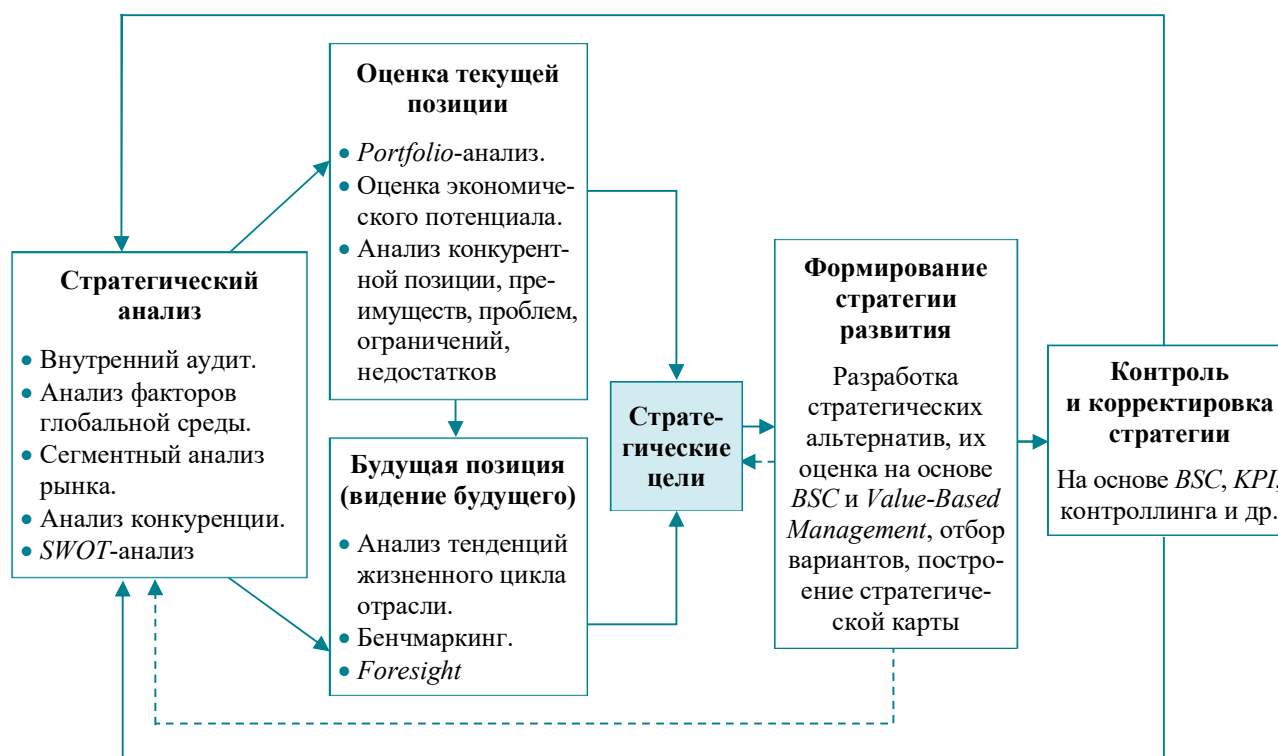 Стратегический
анализ
• Внутренний аудит.
• Анализ факторов
глобальной среды.
• Сегментный анализ
рынка.
• Анализ конкуренции.
• SWOT-анализ
Оценка текущей
позиции
• Portfolio-анализ.
• Оценка экономиче-
ского потенциала.
• Анализ конкурент-
ной позиции, пре-
имуществ, проблем,
ограничений,
недостатков
Будущая позиция
(видение будущего)
• Анализ тенденций
жизненного цикла
отрасли.
• Бенчмаркинг.
• Foresight
Страте-
гические
цели
Формирование
стратегии
развития
Разработка
стратегических
альтернатив, их
оценка на основе
BSC и Value-Based
Management, отбор
вариантов, постро-
ение стратегиче-
ской карты
Контроль
и корректировка
стратегии
На основе BSC, KPI,
контроллинга и др.